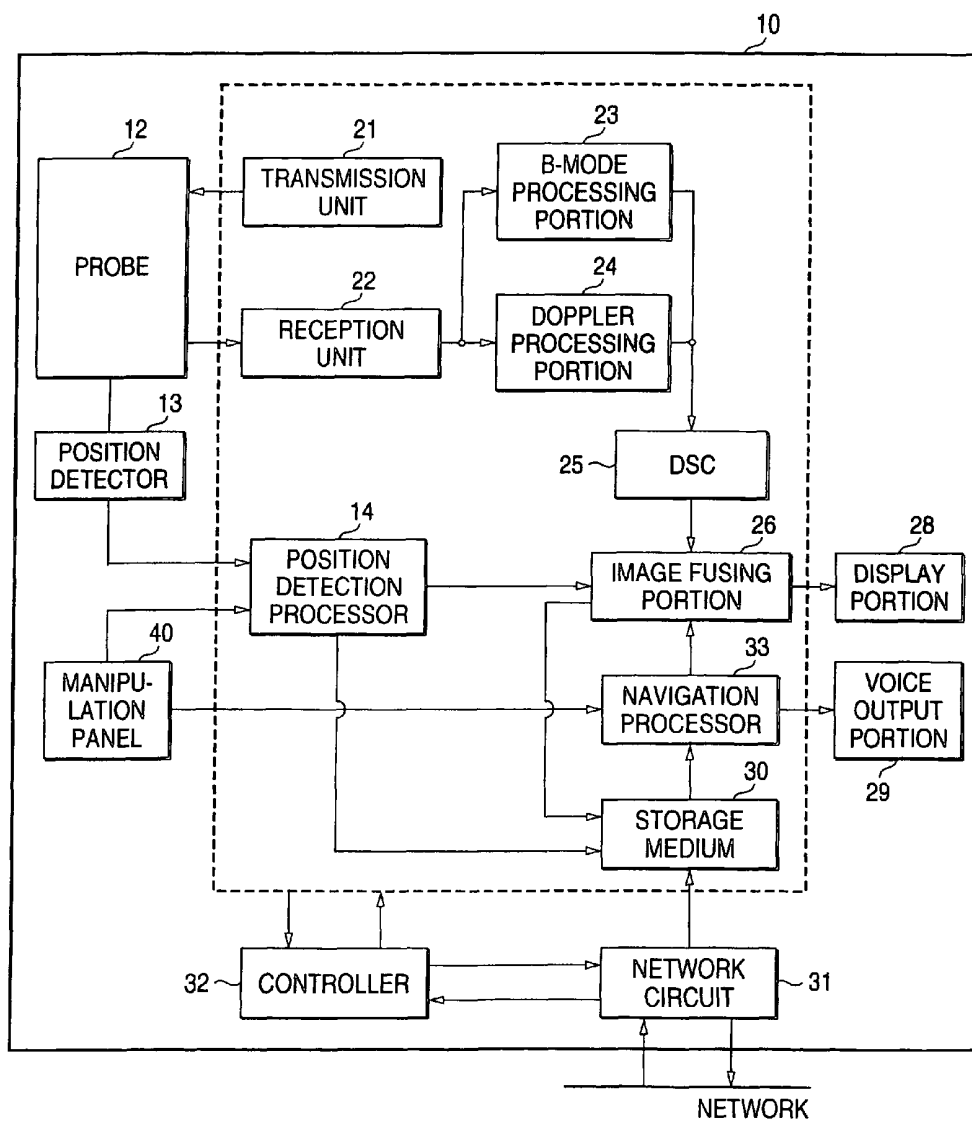 10
12
PROBE
21
TRANSMISSION
UNIT
23
B-MODE
PROCESSING
PORTION
22
RECEPTION
UNIT
24
DOPPLER
PROCESSING
PORTION
13
POSITION
DETECTOR
25
DSC
14
POSITION
DETECTION
PROCESSOR
26
IMAGE FUSING
PORTION
28
DISPLAY
PORTION
40
MANIPU-
LATION
PANEL
33
NAVIGATION
PROCESSOR
VOICE
OUTPUT
PORTION
29
30
STORAGE
MEDIUM
32
CONTROLLER
NETWORK
CIRCUIT
31
NETWORK